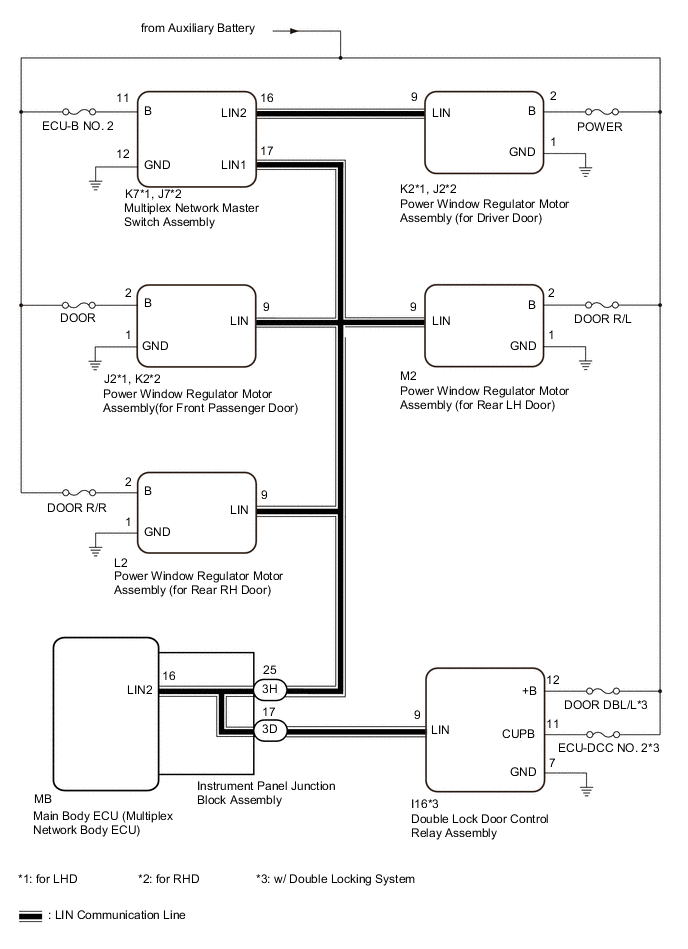 from Auxiliary Battery
11
B
LIN2
16
9
LIN
B
2
ECU-B NO. 2
POWER
12
GND
LIN1
17
GND
1
K7*1, J7*2
Multiplex Network Master
Switch Assembly
K2*1, J2*2
Power Window Regulator Motor
Assembly (for Driver Door)
2
B
9
9
B
2
DOOR
LIN
LIN
DOOR R/L
1
GND
GND
1
J2*1, K2*2
Power Window Regulator Motor
Assembly(for Front Passenger Door)
M2
Power Window Regulator Motor
Assembly (for Rear LH Door)
2
B
9
DOOR R/R
LIN
1
GND
L2
Power Window Regulator Motor
Assembly (for Rear RH Door)
16
LIN2
25
3H
17
3D
9
LIN
+B
12
DOOR DBL/L*3
CUPB
11
ECU-DCC NO. 2*3
GND
7
Instrument Panel Junction
Block Assembly
MB
Main Body ECU (Multiplex
Network Body ECU)
I16*3
Double Lock Door Control
Relay Assembly
*1: for LHD
*2: for RHD
*3: w/ Double Locking System
: LIN Communication Line